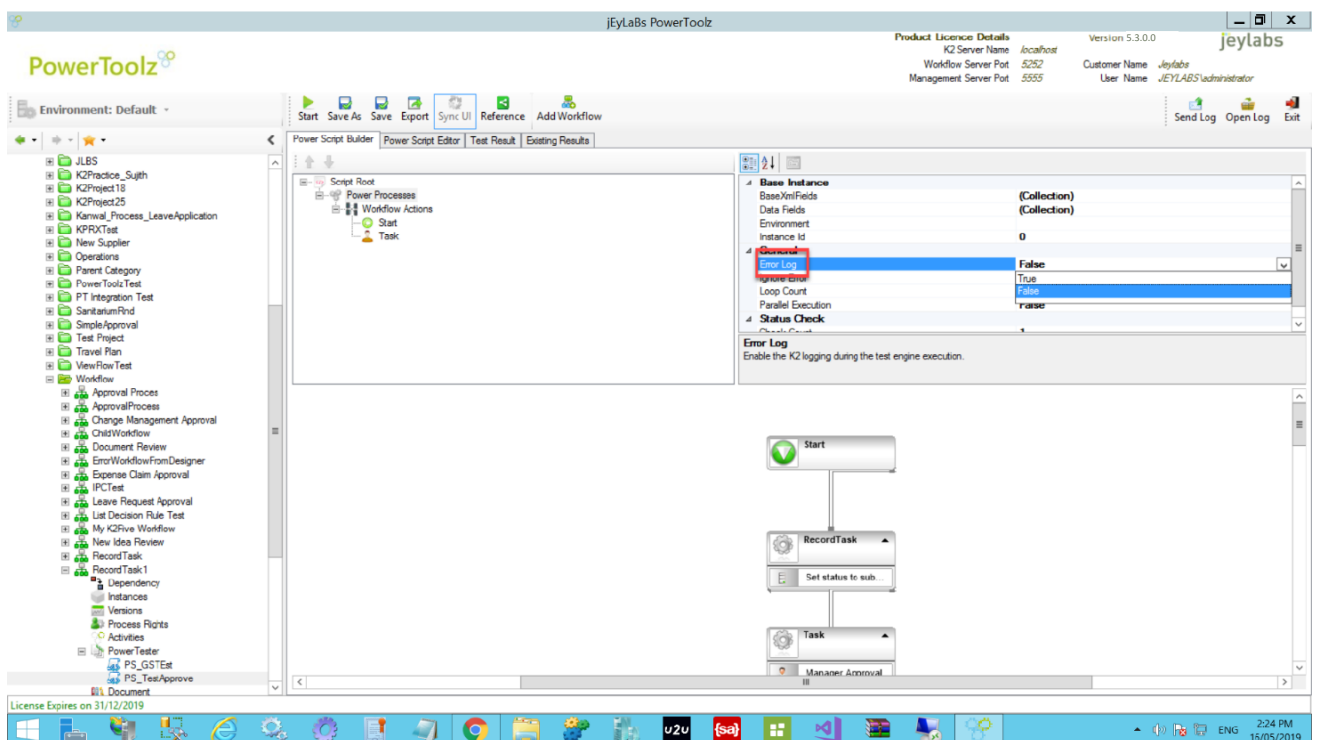 jEyLaBs PowerToolz
Product Licence Details
Version 5.3.0.0
jeylabs
K2 Server Name localhost
Workflow Server Port 5252
Customer Name Jeylabs
Management Server Port 5555
User Name JEYLABS\administrator
PowerToolz
Environment: Default
Start Save As Save Export Sync UI Reference Add Workflow
Send Log Open Log Exit
Power Script Builder Power Script Editor Test Result Existing Results
JLBS
K2Practice_Sujith
K2Project18
K2Project25
Kanwal_Process_LeaveApplication
KPRXTest
New Supplier
Operations
Parent Category
PowerToolzTest
PT Integration Test
SanitariumRnd
SimpleApproval
Test Project
Travel Plan
ViewFlowTest
Workflow
Approval Proces
ApprovalProcess
Change Management Approval
ChildWorkflow
Document Review
ErrorWorkflowFromDesigner
Expense Claim Approval
IPCTest
Leave Request Approval
List Decision Rule Test
My K2Five Workflow
New Idea Review
RecordTask
RecordTask1
Dependency
Instances
Versions
Process Rights
Activities
PowerTester
PS_GSTEst
PS_TestApprove
Document
Script Root
Power Processes
Workflow Actions
Start
Task
Base Instance
BaseXmlFields (Collection)
Data Fields (Collection)
Environment
Instance Id 0
General
Error Log False
Ignore Error True
False
Loop Count
Parallel Execution False
Status Check
Check Count 1
Error Log
Enable the K2 logging during the test engine execution.
Start
RecordTask
Set status to sub...
Task
Manager Approval
License Expires on 31/12/2019
U2U
{sa}
ENG
2:24 PM
16/05/2019